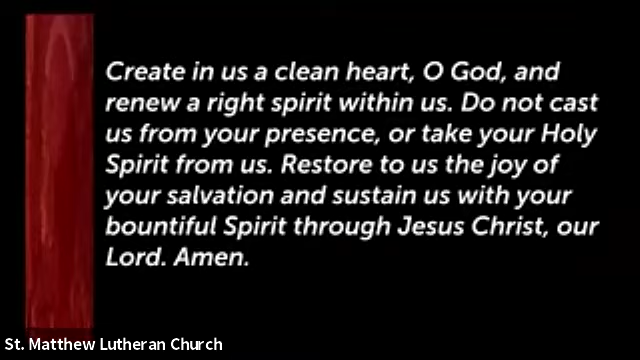 Create in us a clean heart, O God, and
renew a right spirit within us. Do not cast
us from your presence, or take your Holy
Spirit from us. Restore to us the joy of
your salvation and sustain us with your
bountiful Spirit through Jesus Christ, our
Lord. Amen.
St. Matthew Lutheran Church